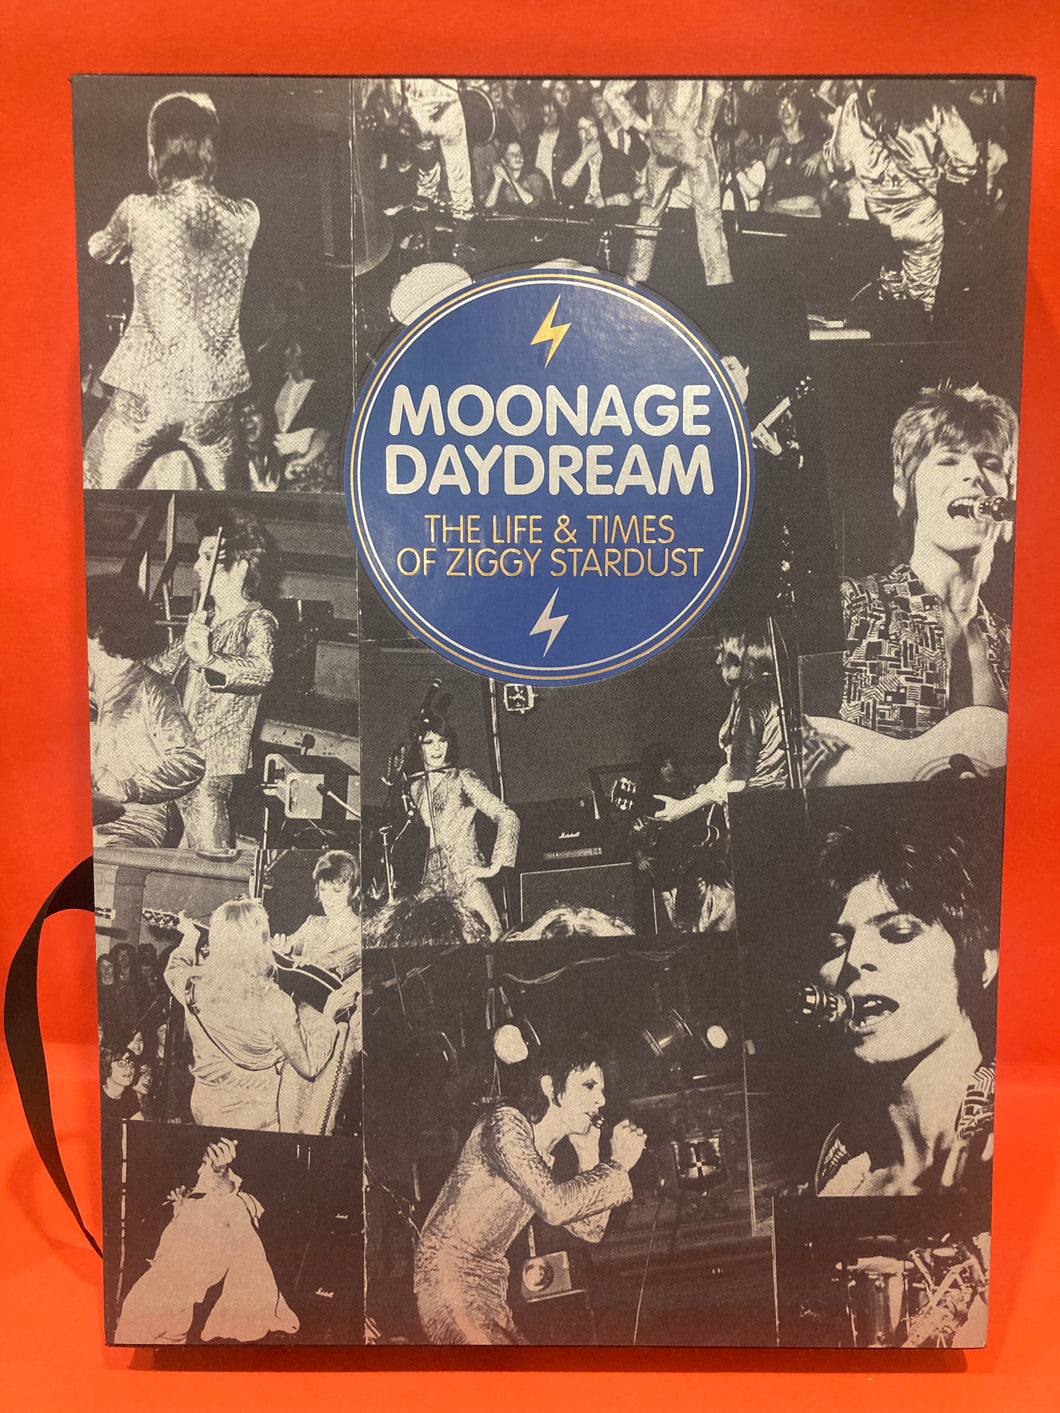 MOONAGE
DAYDREAM
THE LIFE & TIMES
OF ZIGGY STARDUST